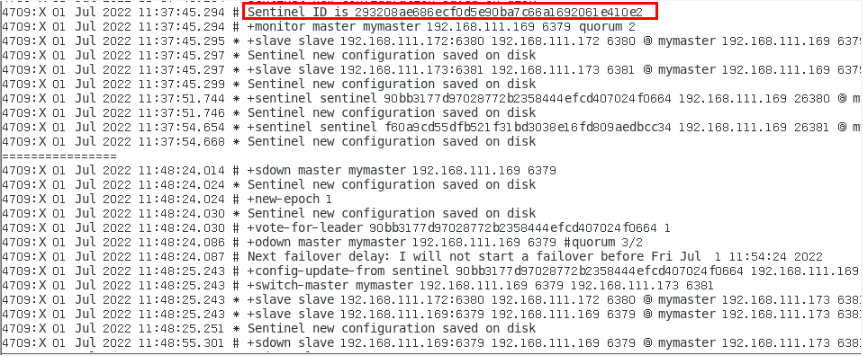 4709:X 01 Jul 2022 11:37:45.294 # Sentinel ID is 293208ae686ecf0d5e90ba7c66a1692061e410e2
4709:X 01 Jul 2022 11:37:45.294 # +monitor master mymaster 192.168.111.169 6379 quorum 2
4709:X 01 Jul 2022 11:37:45.295 * +slave slave 192.168.111.172:6380 192.168.111.172 6380 @ mymaster 192.168.111.169 6379
4709:X 01 Jul 2022 11:37:45.297 * Sentinel new configuration saved on disk
4709:X 01 Jul 2022 11:37:45.297 * +slave slave 192.168.111.173:6381 192.168.111.173 6381 @ mymaster 192.168.111.169 6379
4709:X 01 Jul 2022 11:37:45.299 * Sentinel new configuration saved on disk
4709:X 01 Jul 2022 11:37:51.744 * +sentinel sentinel 90bb3177d97028772b2358444efcd407024f0664 192.168.111.169 26380 @ m
4709:X 01 Jul 2022 11:37:51.746 * Sentinel new configuration saved on disk
4709:X 01 Jul 2022 11:37:54.654 * +sentinel sentinel f60a9cd55dfb521f31bd3038e16fd809aedbcc34 192.168.111.169 26381 @ m
4709:X 01 Jul 2022 11:37:54.668 * Sentinel new configuration saved on disk
================
4709:X 01 Jul 2022 11:48:24.014 # +sdown master mymaster 192.168.111.169 6379
4709:X 01 Jul 2022 11:48:24.024 * Sentinel new configuration saved on disk
4709:X 01 Jul 2022 11:48:24.024 # +new-epoch 1
4709:X 01 Jul 2022 11:48:24.030 * Sentinel new configuration saved on disk
4709:X 01 Jul 2022 11:48:24.030 # +vote-for-leader 90bb3177d97028772b2358444efcd407024f0664 1
4709:X 01 Jul 2022 11:48:24.086 # +odown master mymaster 192.168.111.169 6379 #quorum 3/2
4709:X 01 Jul 2022 11:48:24.087 # Next failover delay: I will not start a failover before Fri Jul  1 11:54:24 2022
4709:X 01 Jul 2022 11:48:25.243 # +config-update-from sentinel 90bb3177d97028772b2358444efcd407024f0664 192.168.111.169
4709:X 01 Jul 2022 11:48:25.243 # +switch-master mymaster 192.168.111.169 6379 192.168.111.173 6381
4709:X 01 Jul 2022 11:48:25.243 * +slave slave 192.168.111.172:6380 192.168.111.172 6380 @ mymaster 192.168.111.173 6381
4709:X 01 Jul 2022 11:48:25.243 * +slave slave 192.168.111.169:6379 192.168.111.169 6379 @ mymaster 192.168.111.173 6381
4709:X 01 Jul 2022 11:48:25.251 * Sentinel new configuration saved on disk
4709:X 01 Jul 2022 11:48:55.301 # +sdown slave 192.168.111.169:6379 192.168.111.169 6379 @ mymaster 192.168.111.173 6381